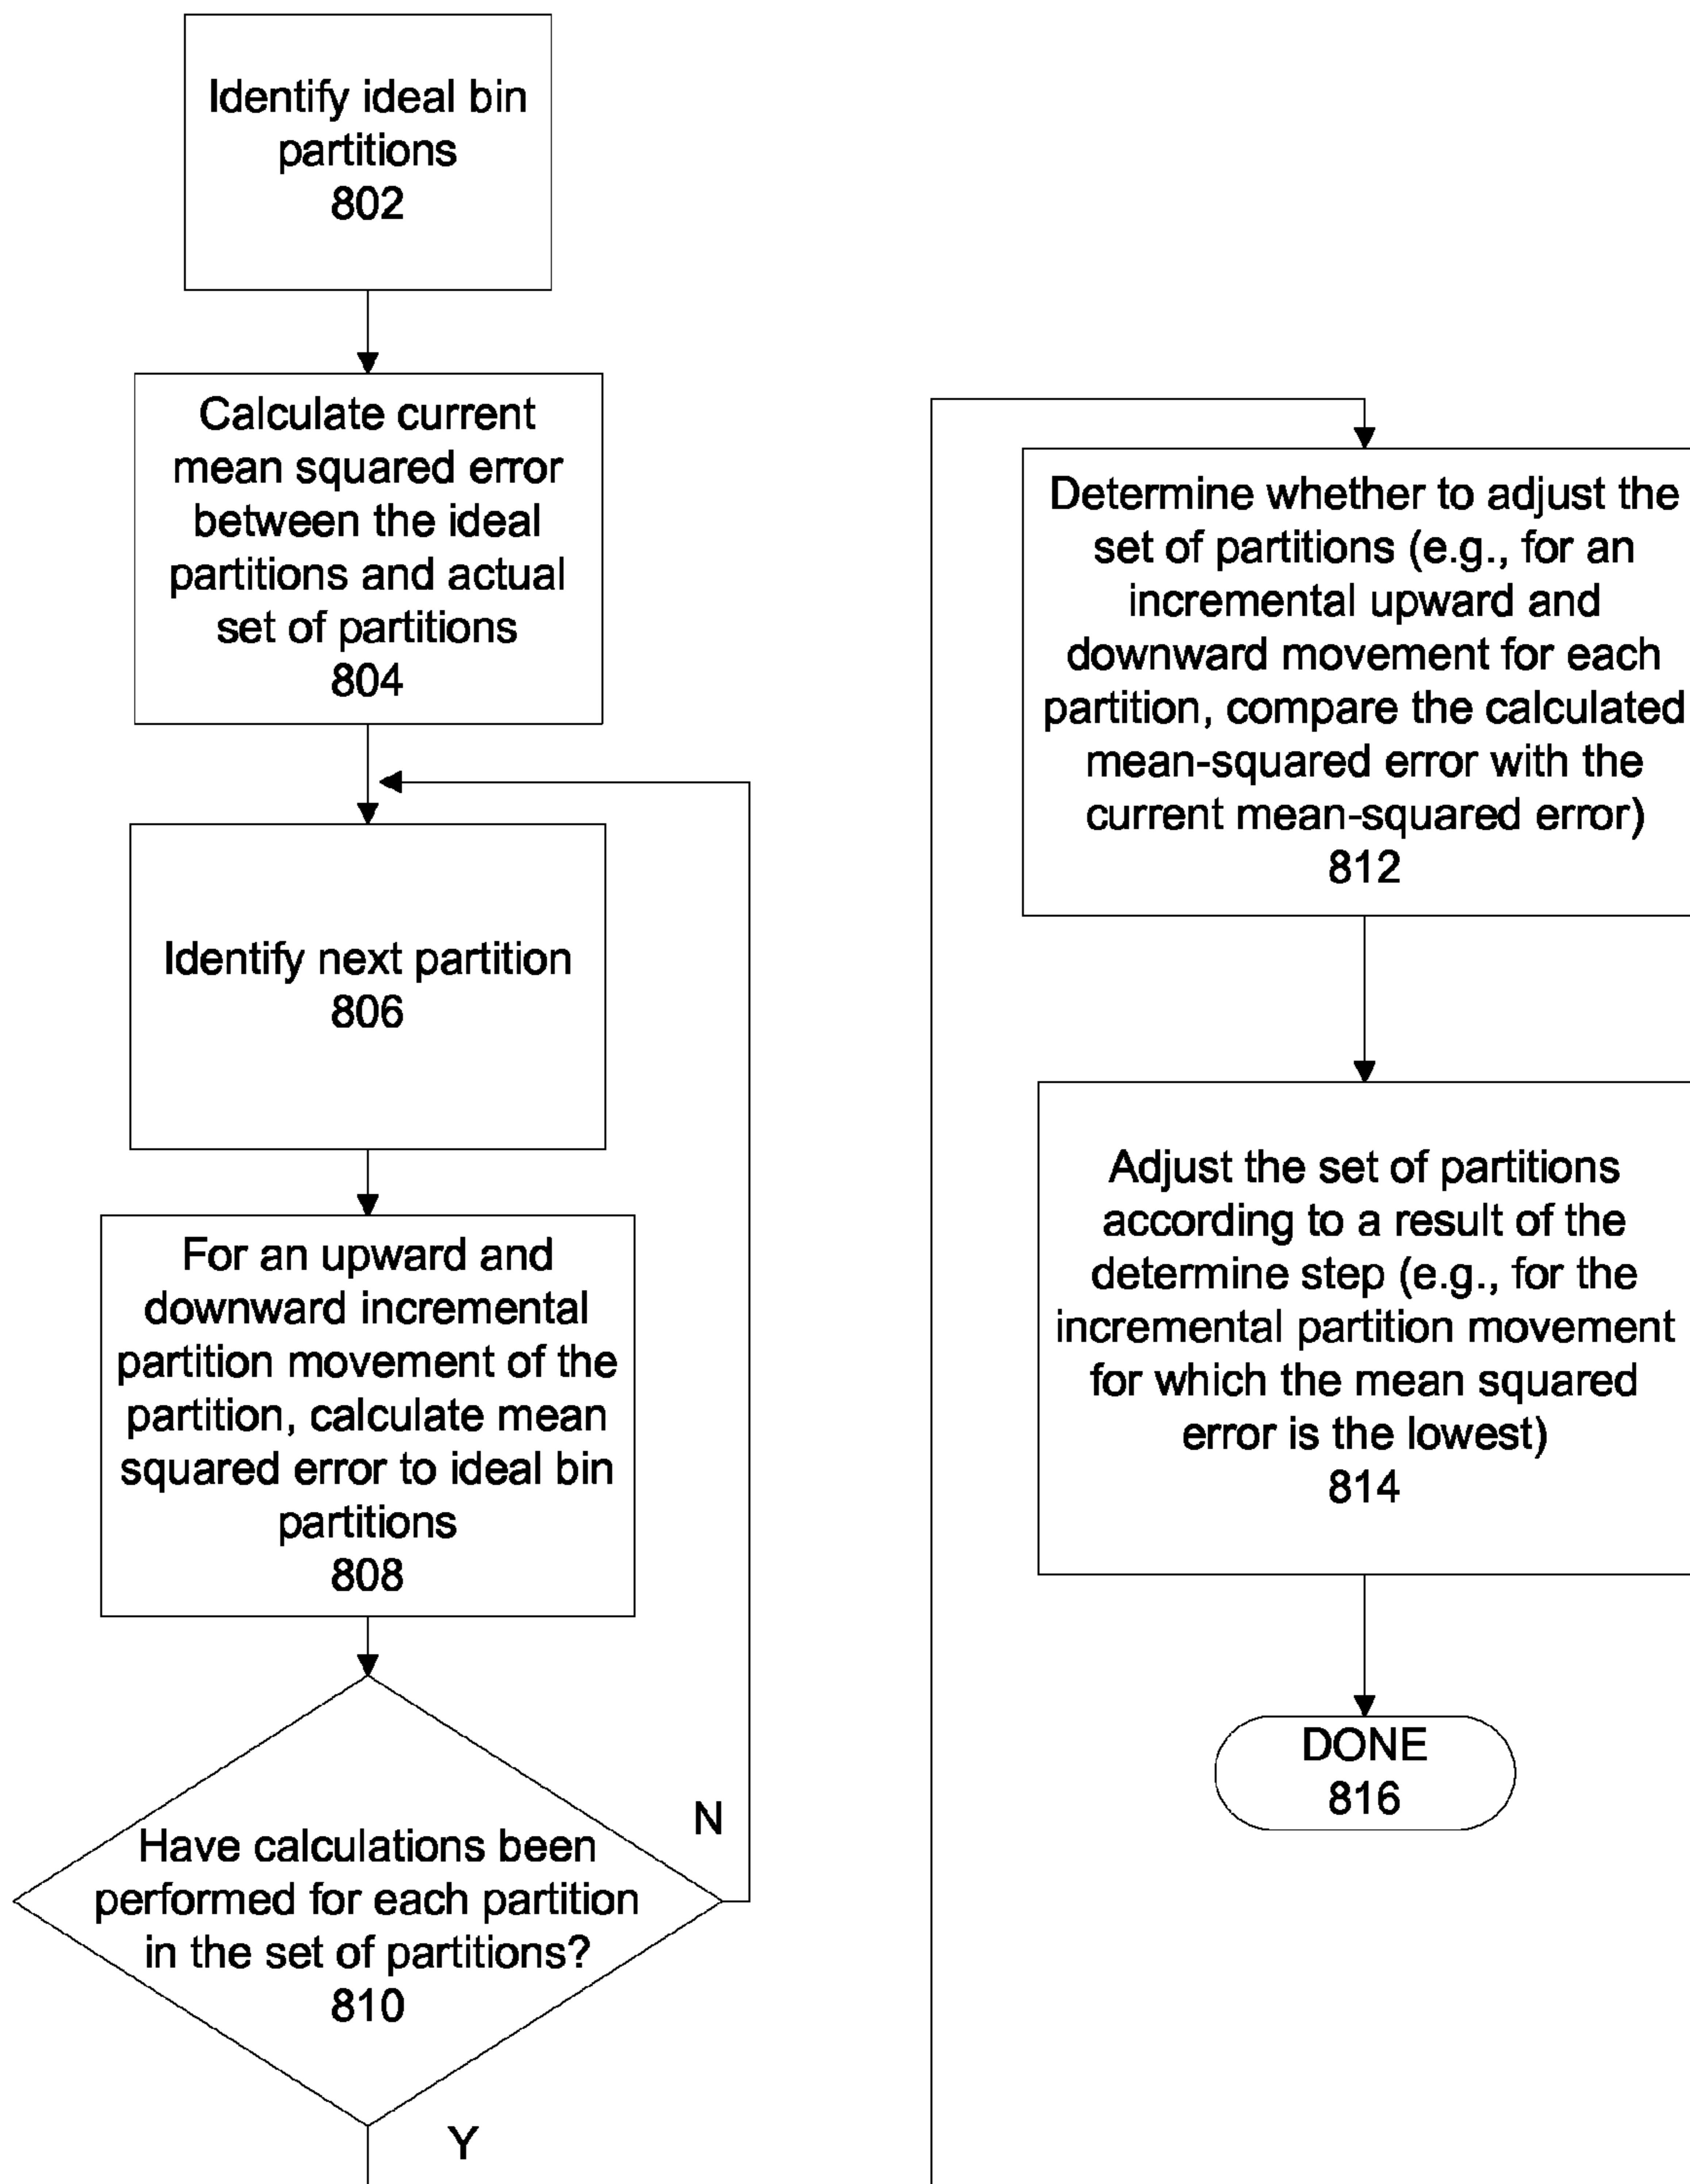 Identify ideal bin
partitions
802
Calculate current
mean squared error
between the ideal
partitions and actual
set of partitions
804
Identify next partition
806
For an upward and
downward incremental
partition movement of the
partition, calculate mean
squared error to ideal bin
partitions
808
N
Have calculations been
performed for each partition
in the set of partitions?
810
Y
Determine whether to adjust the
set of partitions (e.g., for an
incremental upward and
downward movement for each
partition, compare the calculated
mean-squared error with the
current mean-squared error)
812
Adjust the set of partitions
according to a result of the
determine step (e.g., for the
incremental partition movement
for which the mean squared
error is the lowest)
814
DONE
816